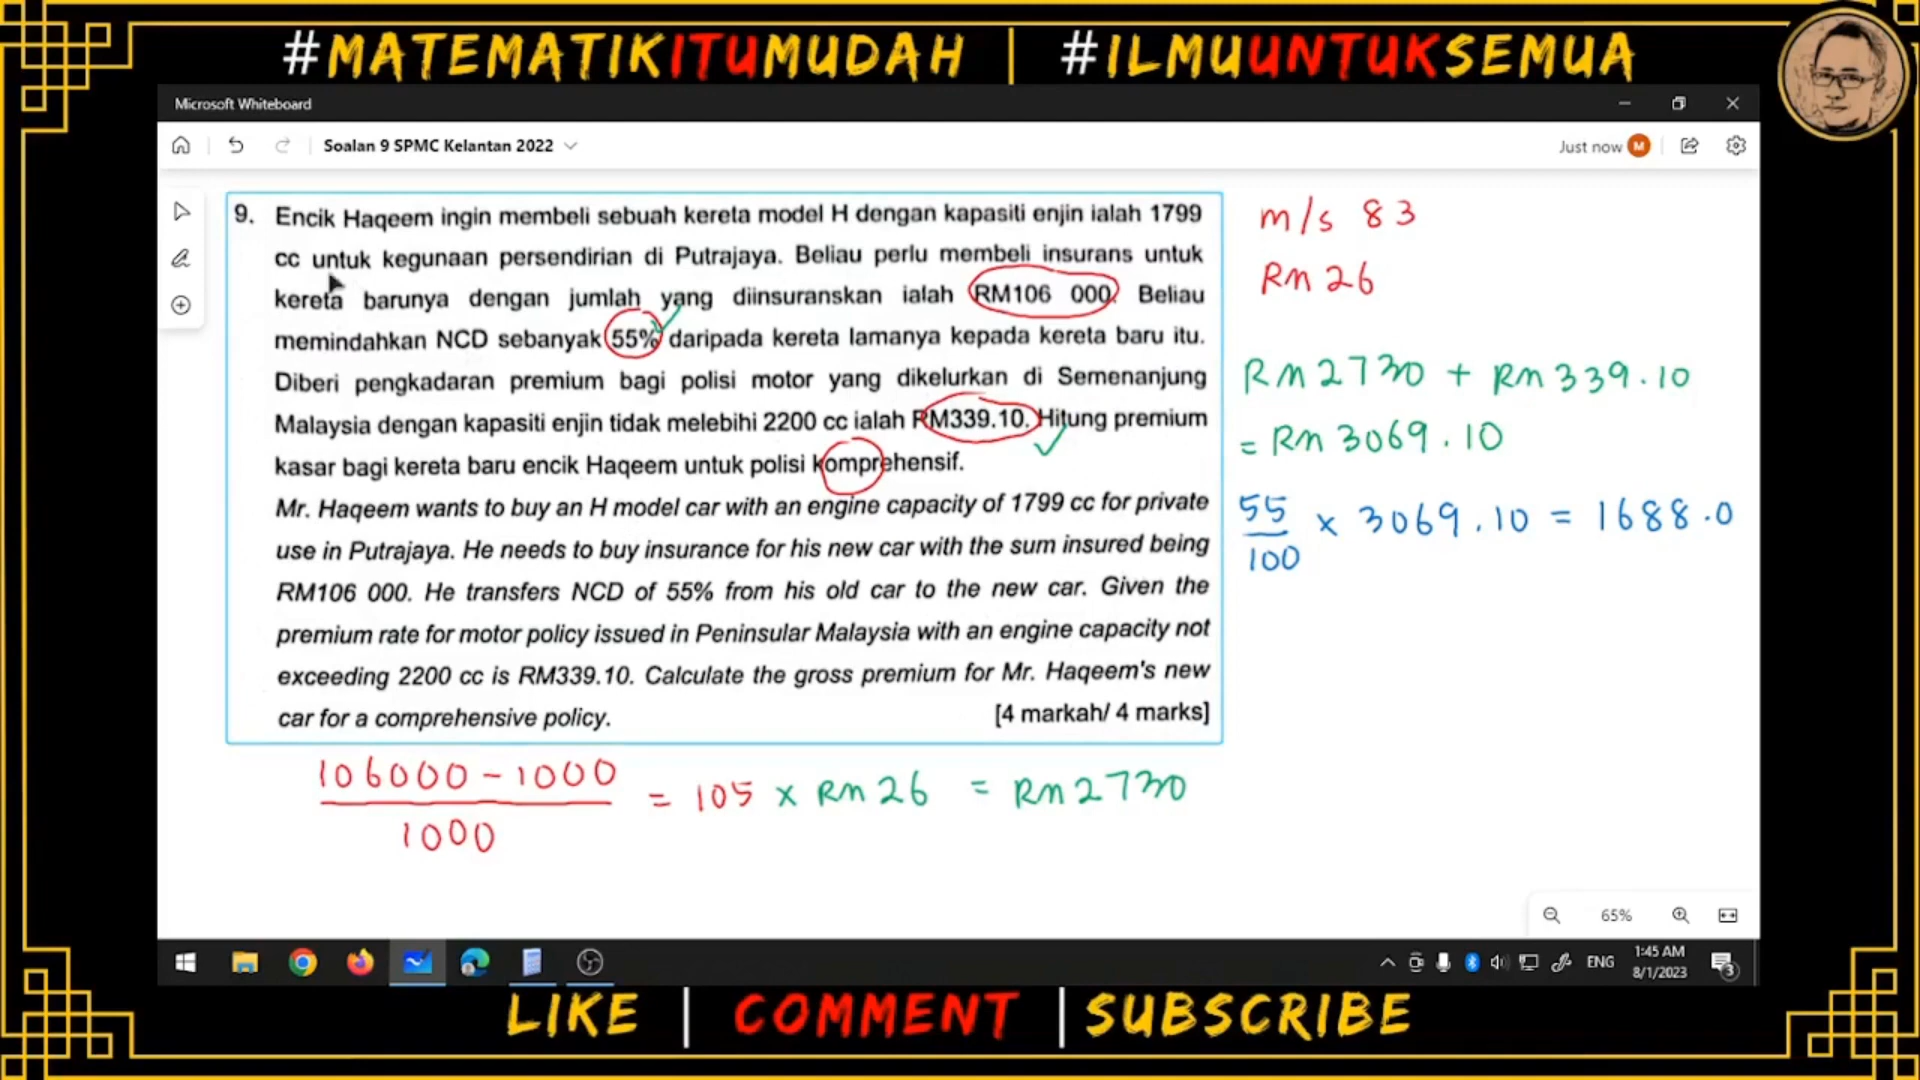 #MATEMATIKITUMUDAH | #ILMUUNTUKSEMUA
Microsoft Whiteboard
Soalan 9 SPMC Kelantan 2022
Just now M
9. Encik Haqeem ingin membeli sebuah kereta model H dengan kapasiti enjin ialah 1799
cc untuk kegunaan persendirian di Putrajaya. Beliau perlu membeli insurans untuk
kereta barunya dengan jumlah yang diinsuranskan ialah RM106 000. Beliau
memindahkan NCD sebanyak 55% daripada kereta lamanya kepada kereta baru itu.
Diberi pengkadaran premium bagi polisi motor yang dikelurkan di Semenanjung
Malaysia dengan kapasiti enjin tidak melebihi 2200 cc ialah RM339.10. Hitung premium
kasar bagi kereta baru encik Haqeem untuk polisi komprehensif.
Mr. Haqeem wants to buy an H model car with an engine capacity of 1799 cc for private
use in Putrajaya. He needs to buy insurance for his new car with the sum insured being
RM106 000. He transfers NCD of 55% from his old car to the new car. Given the
premium rate for motor policy issued in Peninsular Malaysia with an engine capacity not
exceeding 2200 cc is RM339.10. Calculate the gross premium for Mr. Haqeem's new
car for a comprehensive policy. [4 markah/ 4 marks]
m/s 83
RM 26
RM 2730 + RM 339.10
= RM 3069.10
55
100
× 3069.10 = 1688.0
106000 - 1000
1000
= 105 × RM 26 = RM 2730
65%
ENG
1:45 AM
8/1/2023
3
LIKE | COMMENT | SUBSCRIBE